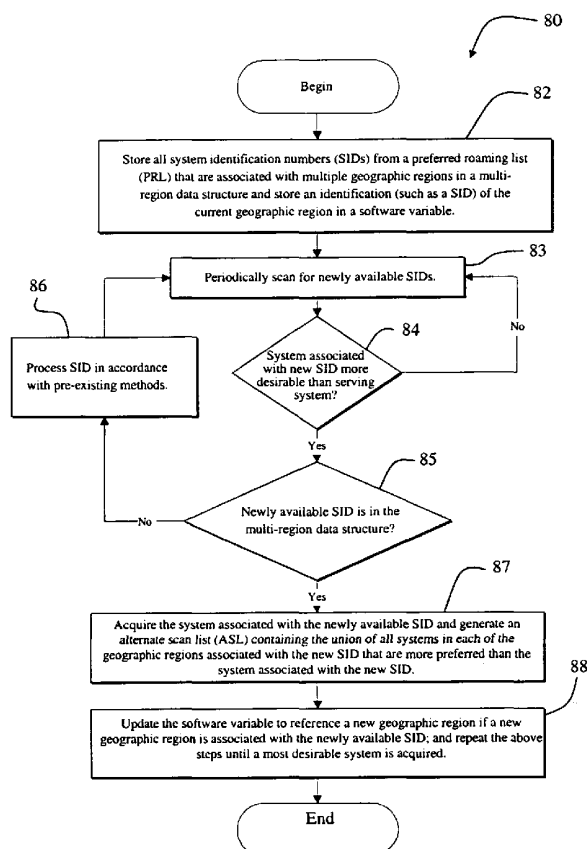 80
Begin
82
Store all system identification numbers (SIDs) from a preferred roaming list
(PRL) that are associated with multiple geographic regions in a multi-
region data structure and store an identification (such as a SID) of the
current geographic region in a software variable.
83
Periodically scan for newly available SIDs.
86
84
No
Process SID in accordance
with pre-existing methods.
System associated
with new SID more
desirable than serving
system?
Yes
85
Newly available SID is in the
multi-region data structure?
No
Yes
87
Acquire the system associated with the newly available SID and generate an
alternate scan list (ASL) containing the union of all systems in each of the
geographic regions associated with the new SID that are more preferred than the
system associated with the new SID.
88
Update the software variable to reference a new geographic region if a new
geographic region is associated with the newly available SID; and repeat the above
steps until a most desirable system is acquired.
End